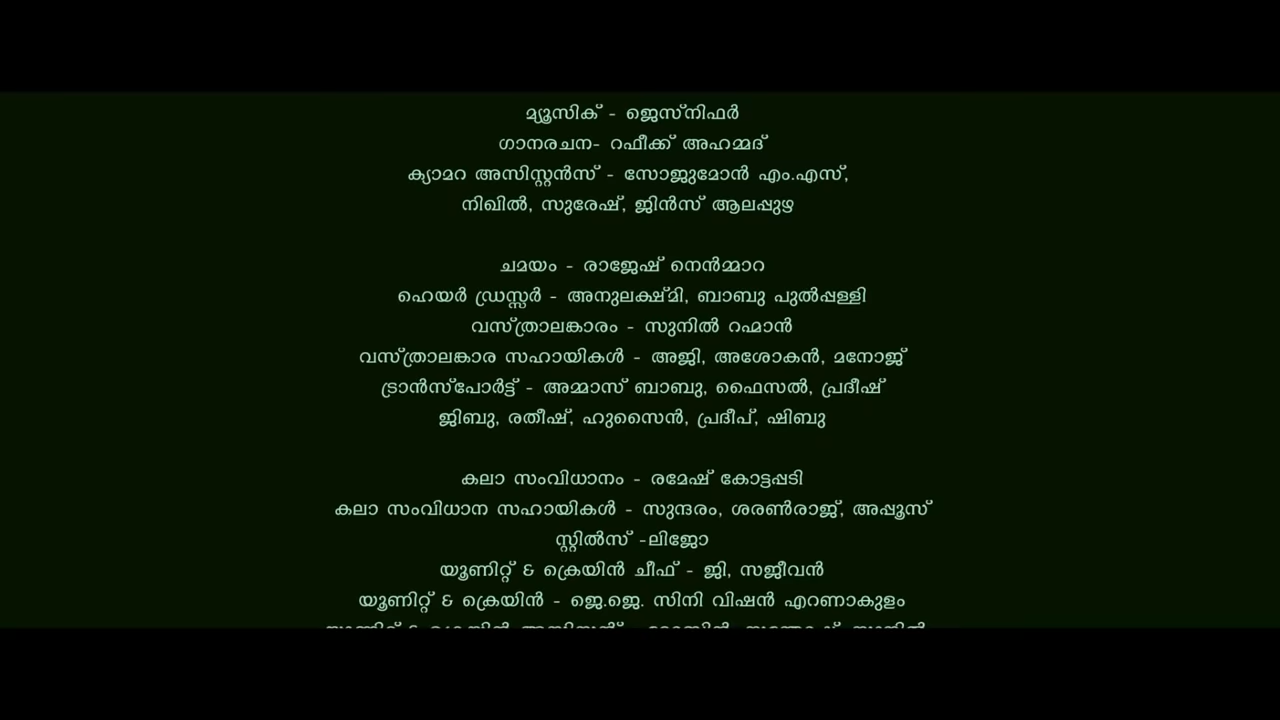 മ്യൂസിക് - ജെസ്നിഫർ
ഗാനരചന- റഫീക്ക് അഹമ്മദ്
ക്യാമറ അസിസ്റ്റൻസ് - സോജുമോൻ എം.എസ്,
നിഖിൽ, സുരേഷ്, ജിൻസ് ആലപ്പുഴ
ചമയം - രാജേഷ് നെൻമ്മാറ
ഹെയർ ഡ്രസ്സർ - അനുലക്ഷ്മി, ബാബു പുൽപ്പള്ളി
വസ്ത്രാലങ്കാരം - സുനിൽ റഹ്മാൻ
വസ്ത്രാലങ്കാര സഹായികൾ - അജി, അശോകൻ, മനോജ്
ട്രാൻസ്പോർട്ട് - അമ്മാസ് ബാബു, ഫൈസൽ, പ്രദീഷ്
ജിബു, രതീഷ്, ഹുസൈൻ, പ്രദീപ്, ഷിബു
കലാ സംവിധാനം - രമേഷ് കോട്ടപ്പടി
കലാ സംവിധാന സഹായികൾ - സുന്ദരം, ശരൺരാജ്, അപ്പൂസ്
സ്റ്റിൽസ് -ലിജോ
യൂണിറ്റ് & ക്രെയിൻ ചീഫ് - ജി, സജീവൻ
യൂണിറ്റ് & ക്രെയിൻ - ജെ.ജെ. സിനി വിഷൻ എറണാകുളം